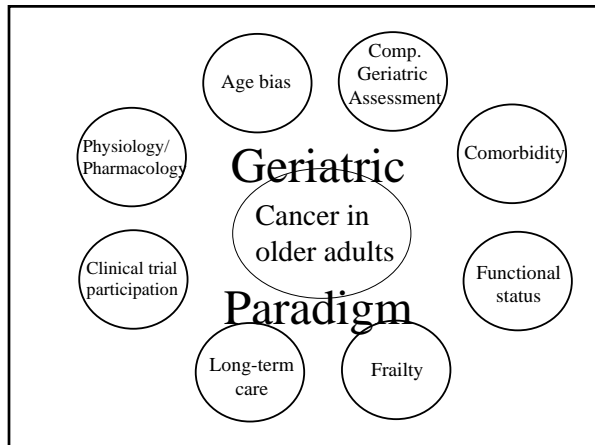 Age bias
Comp.
Geriatric
Assessment
Physiology/
Pharmacology
Comorbidity
Geriatric
Cancer in
older adults
Paradigm
Clinical trial
participation
Functional
status
Long-term
care
Frailty